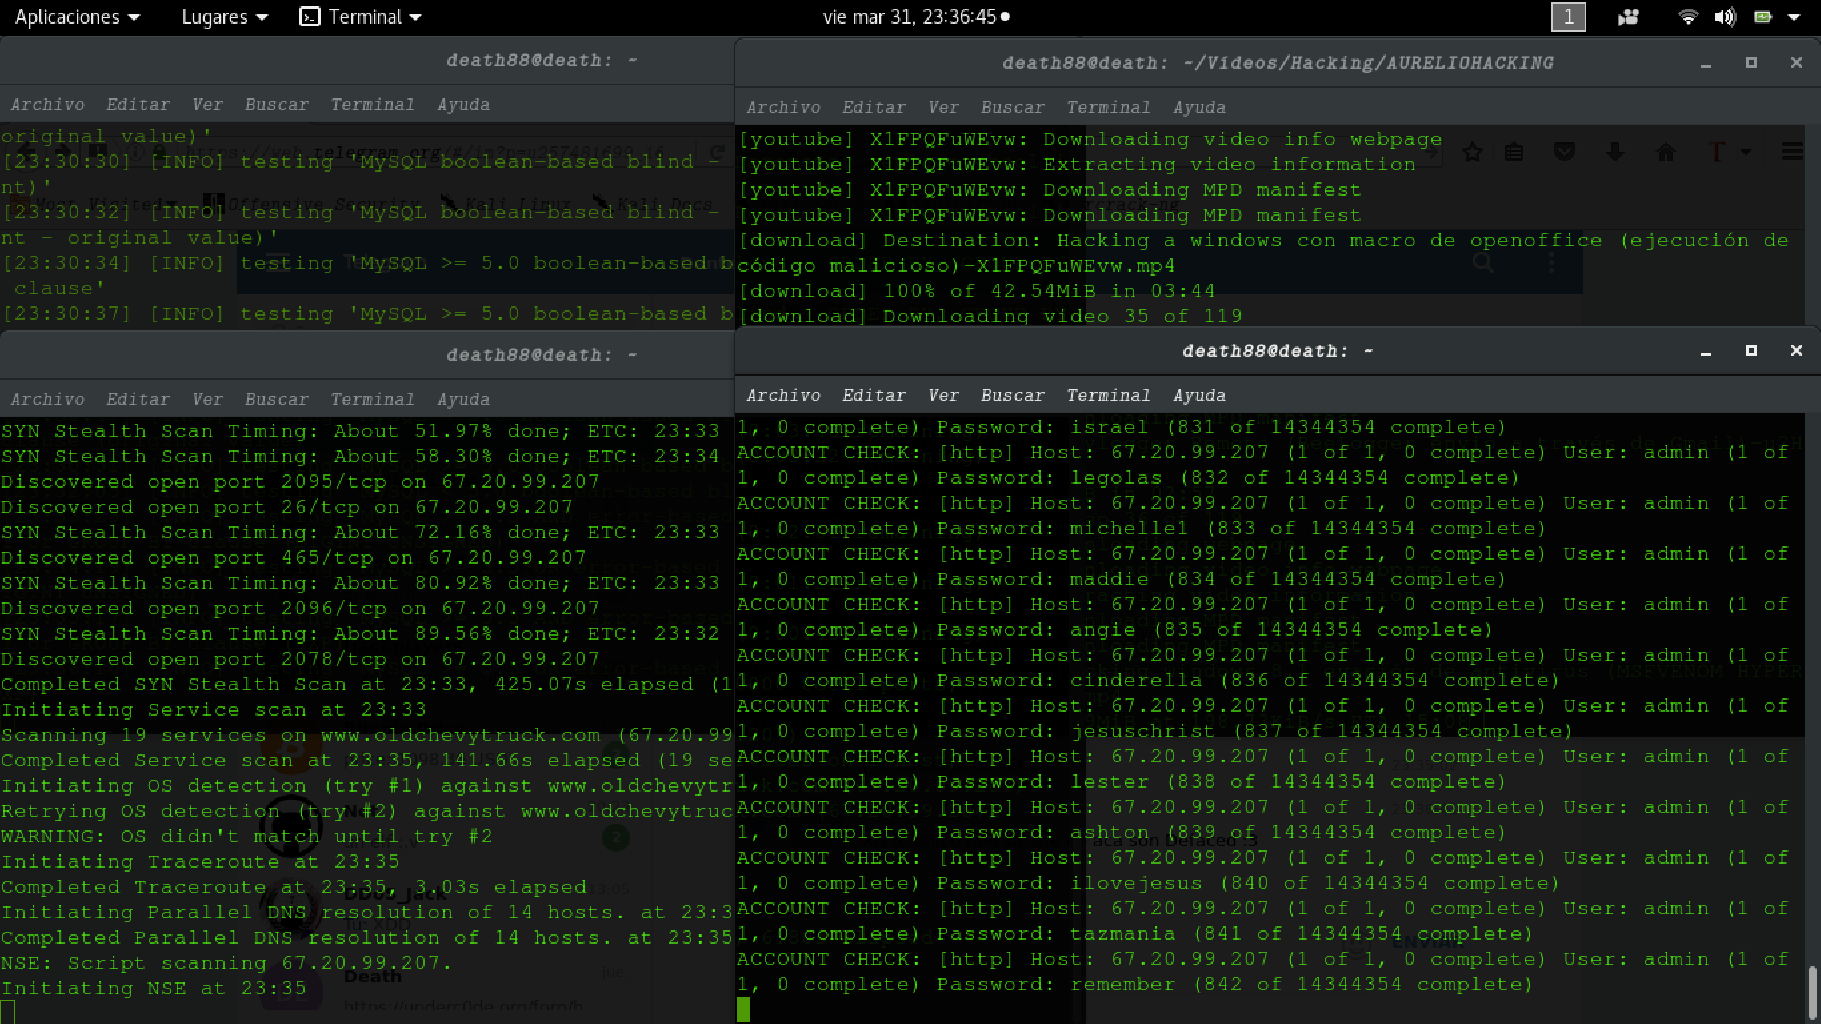 Aplicaciones Lugares Terminal vie mar 31, 23:36:45 1
death88@death: ~
Archivo Editar Ver Buscar Terminal Ayuda
original value)'
[23:30:30] [INFO] testing 'MySQL boolean-based blind -
nt)'
[23:30:32] [INFO] testing 'MySQL boolean-based blind -
nt - original value)'
[23:30:34] [INFO] testing 'MySQL >= 5.0 boolean-based b
clause'
[23:30:37] [INFO] testing 'MySQL >= 5.0 boolean-based b
death88@death: ~/Vídeos/Hacking/AURELIOHACKING
Archivo Editar Ver Buscar Terminal Ayuda
[youtube] X1FPQFuWEvw: Downloading video info webpage
[youtube] X1FPQFuWEvw: Extracting video information
[youtube] X1FPQFuWEvw: Downloading MPD manifest
[youtube] X1FPQFuWEvw: Downloading MPD manifest
[download] Destination: Hacking a windows con macro de openoffice (ejecución de
código malicioso)-X1FPQFuWEvw.mp4
[download] 100% of 42.54MiB in 03:44
[download] Downloading video 35 of 119
death88@death: ~
Archivo Editar Ver Buscar Terminal Ayuda
SYN Stealth Scan Timing: About 51.97% done; ETC: 23:33
SYN Stealth Scan Timing: About 58.30% done; ETC: 23:34
Discovered open port 2095/tcp on 67.20.99.207
Discovered open port 26/tcp on 67.20.99.207
SYN Stealth Scan Timing: About 72.16% done; ETC: 23:33
Discovered open port 465/tcp on 67.20.99.207
SYN Stealth Scan Timing: About 80.92% done; ETC: 23:33
Discovered open port 2096/tcp on 67.20.99.207
SYN Stealth Scan Timing: About 89.56% done; ETC: 23:32
Discovered open port 2078/tcp on 67.20.99.207
Completed SYN Stealth Scan at 23:33, 425.07s elapsed (1
Initiating Service scan at 23:33
Scanning 19 services on www.oldchevytruck.com (67.20.99
Completed Service scan at 23:35, 141.66s elapsed (19 se
Initiating OS detection (try #1) against www.oldchevytr
Retrying OS detection (try #2) against www.oldchevytruc
WARNING: OS didn't match until try #2
Initiating Traceroute at 23:35
Completed Traceroute at 23:35, 3.03s elapsed
Initiating Parallel DNS resolution of 14 hosts. at 23:3
Completed Parallel DNS resolution of 14 hosts. at 23:35
NSE: Script scanning 67.20.99.207.
Initiating NSE at 23:35
death88@death: ~
Archivo Editar Ver Buscar Terminal Ayuda
1, 0 complete) Password: israel (831 of 14344354 complete)
ACCOUNT CHECK: [http] Host: 67.20.99.207 (1 of 1, 0 complete) User: admin (1 of
1, 0 complete) Password: legolas (832 of 14344354 complete)
ACCOUNT CHECK: [http] Host: 67.20.99.207 (1 of 1, 0 complete) User: admin (1 of
1, 0 complete) Password: michelle1 (833 of 14344354 complete)
ACCOUNT CHECK: [http] Host: 67.20.99.207 (1 of 1, 0 complete) User: admin (1 of
1, 0 complete) Password: maddie (834 of 14344354 complete)
ACCOUNT CHECK: [http] Host: 67.20.99.207 (1 of 1, 0 complete) User: admin (1 of
1, 0 complete) Password: angie (835 of 14344354 complete)
ACCOUNT CHECK: [http] Host: 67.20.99.207 (1 of 1, 0 complete) User: admin (1 of
1, 0 complete) Password: cinderella (836 of 14344354 complete)
ACCOUNT CHECK: [http] Host: 67.20.99.207 (1 of 1, 0 complete) User: admin (1 of
1, 0 complete) Password: jesuschrist (837 of 14344354 complete)
ACCOUNT CHECK: [http] Host: 67.20.99.207 (1 of 1, 0 complete) User: admin (1 of
1, 0 complete) Password: lester (838 of 14344354 complete)
ACCOUNT CHECK: [http] Host: 67.20.99.207 (1 of 1, 0 complete) User: admin (1 of
1, 0 complete) Password: ashton (839 of 14344354 complete)
ACCOUNT CHECK: [http] Host: 67.20.99.207 (1 of 1, 0 complete) User: admin (1 of
1, 0 complete) Password: ilovejesus (840 of 14344354 complete)
ACCOUNT CHECK: [http] Host: 67.20.99.207 (1 of 1, 0 complete) User: admin (1 of
1, 0 complete) Password: tazmania (841 of 14344354 complete)
ACCOUNT CHECK: [http] Host: 67.20.99.207 (1 of 1, 0 complete) User: admin (1 of
1, 0 complete) Password: remember (842 of 14344354 complete)
Most Visited Offensive Security Kali Linux Kali Docs
aca son Defaced :3
DDos_Jack
Death
ENVIAR